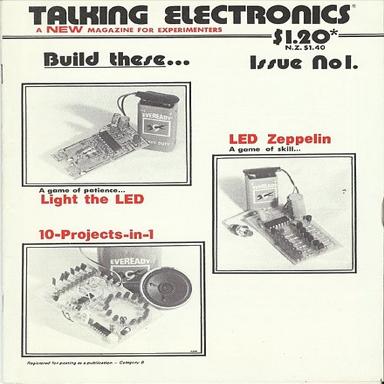 TALKING ELECTRONICS®
A NEW MAGAZINE FOR EXPERIMENTERS
$1.20*
N.Z. $1.40
Build these...
Issue No1.
EVEREADY
LED Zeppelin
A game of skill...
A game of patience...
Light the LED
EVEREADY
10-Projects-in-1
EVEREADY
Registered for posting as a publication — Category B